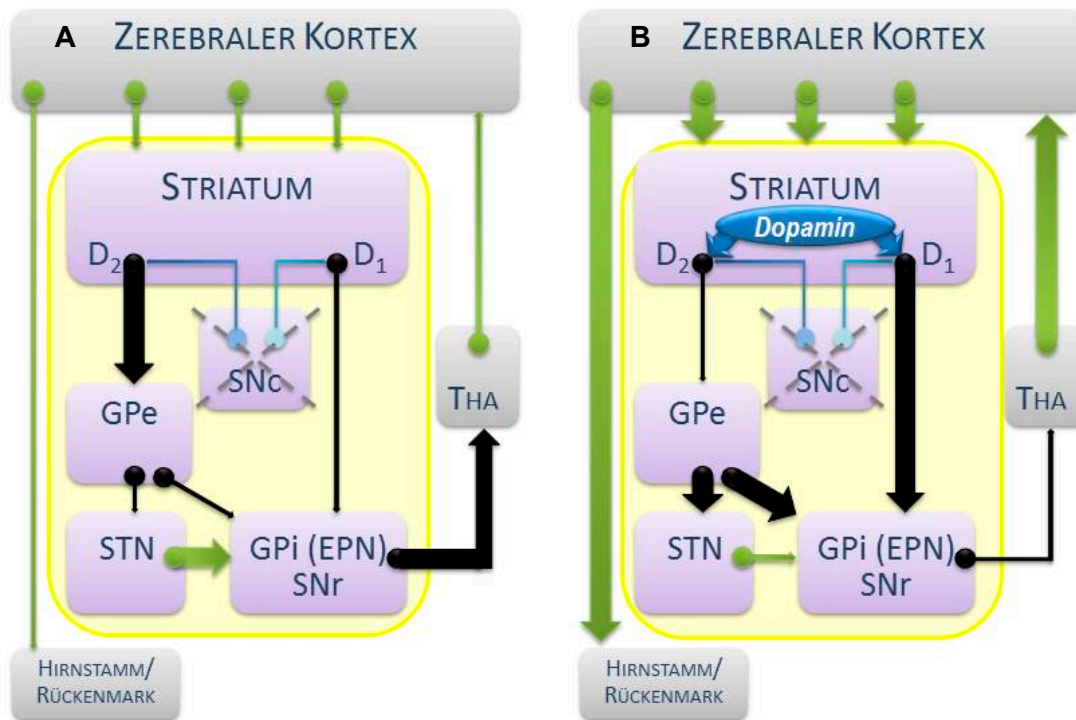 A
ZEREBRALER KORTEX
STRIATUM
D2
D1
SNc
GPe
THA
STN
GPi (EPN)
SNr
HIRNSTAMM/
RÜCKENMARK
B
ZEREBRALER KORTEX
STRIATUM
Dopamin
D2
D1
SNc
GPe
THA
STN
GPi (EPN)
SNr
HIRNSTAMM/
RÜCKENMARK